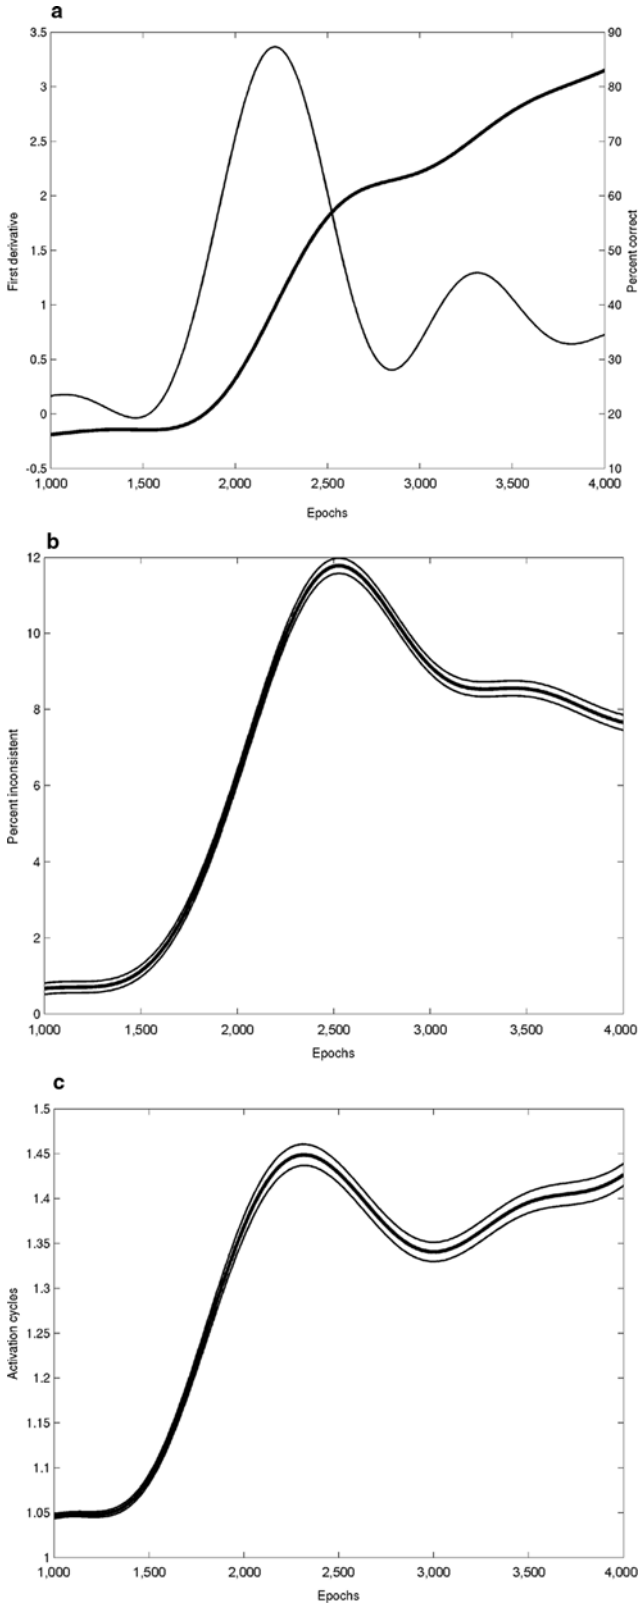 a
3.5
3
2.5
2
1.5
1
0.5
0
-0.5
First derivative
90
80
70
60
50
40
30
20
10
Percent correct
1,000 1,500 2,000 2,500 3,000 3,500 4,000
Epochs
b
12
10
8
6
4
2
0
Percent inconsistent
1,000 1,500 2,000 2,500 3,000 3,500 4,000
Epochs
c
1.5
1.45
1.4
1.35
1.3
1.25
1.2
1.15
1.1
1.05
1
Activation cycles
1,000 1,500 2,000 2,500 3,000 3,500 4,000
Epochs